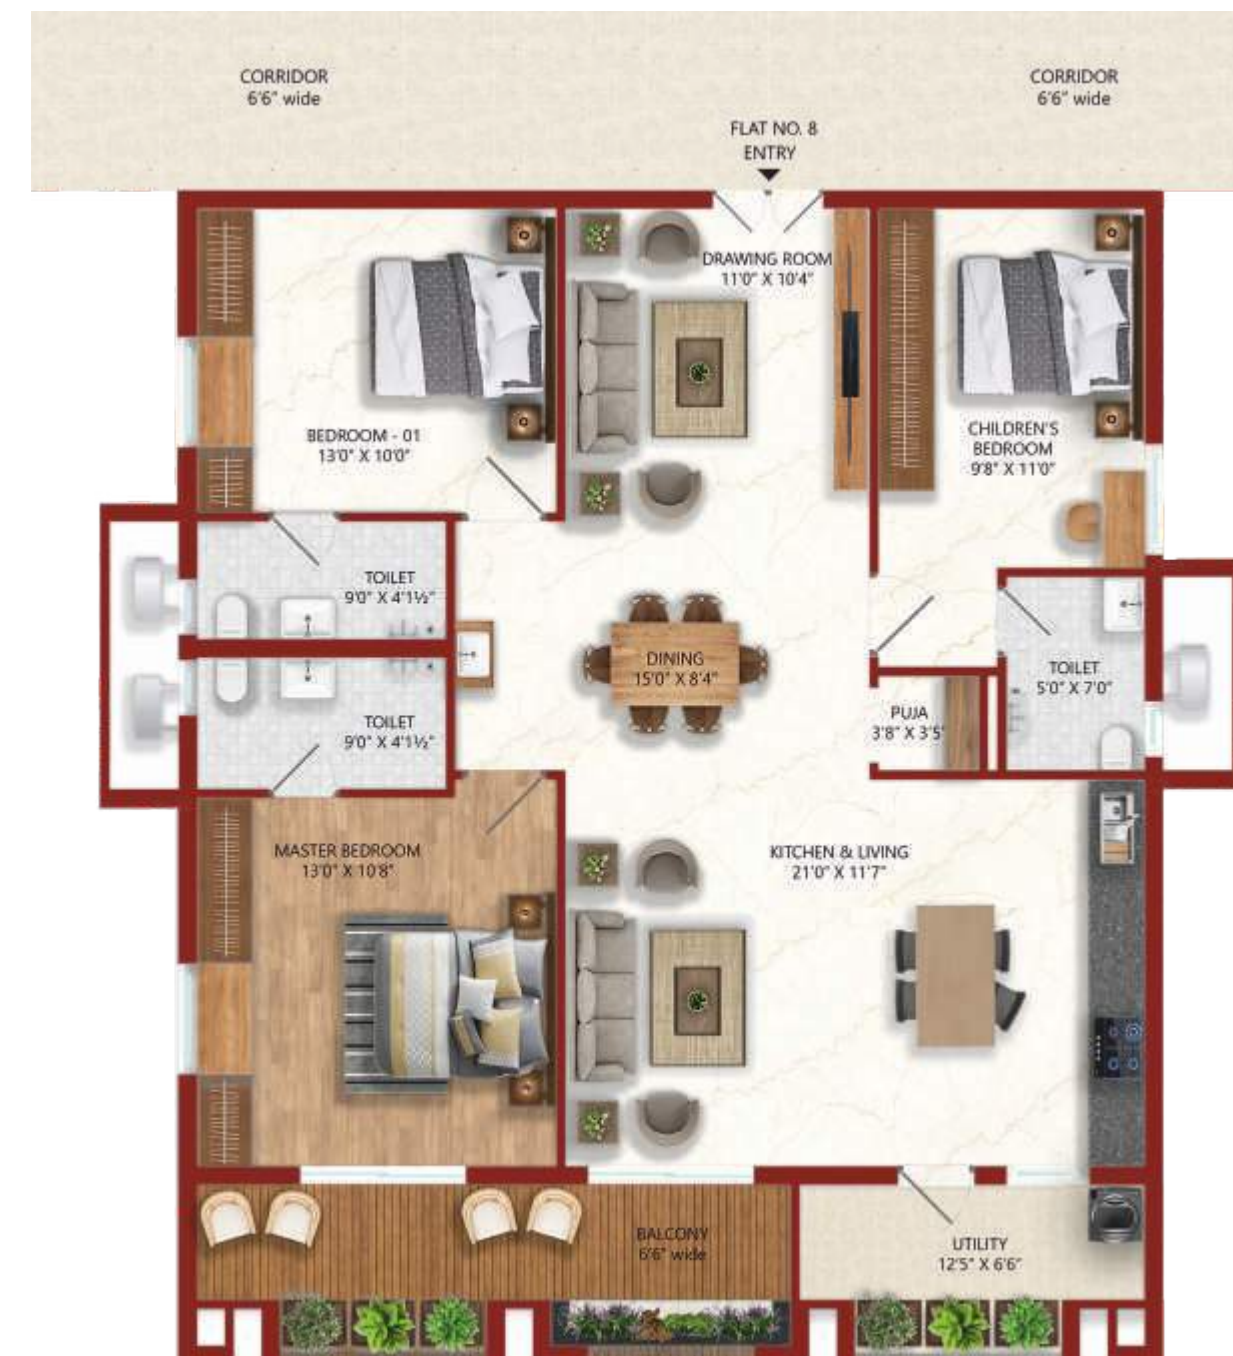 CORRIDOR
6'6" wide
CORRIDOR
6'6" wide
FLAT NO. 8
ENTRY
DRAWING ROOM
11'0" X 10'4"
BEDROOM - 01
13'0" X 10'0"
CHILDREN'S
BEDROOM
9'8" X 11'0"
TOILET
9'0" X 4'1½"
DINING
15'0" X 8'4"
TOILET
5'0" X 7'0"
PUJA
3'8" X 3'5"
TOILET
9'0" X 4'1½"
MASTER BEDROOM
13'0" X 10'8"
KITCHEN & LIVING
21'0" X 11'7"
BALCONY
6'6" wide
UTILITY
12'5" X 6'6"